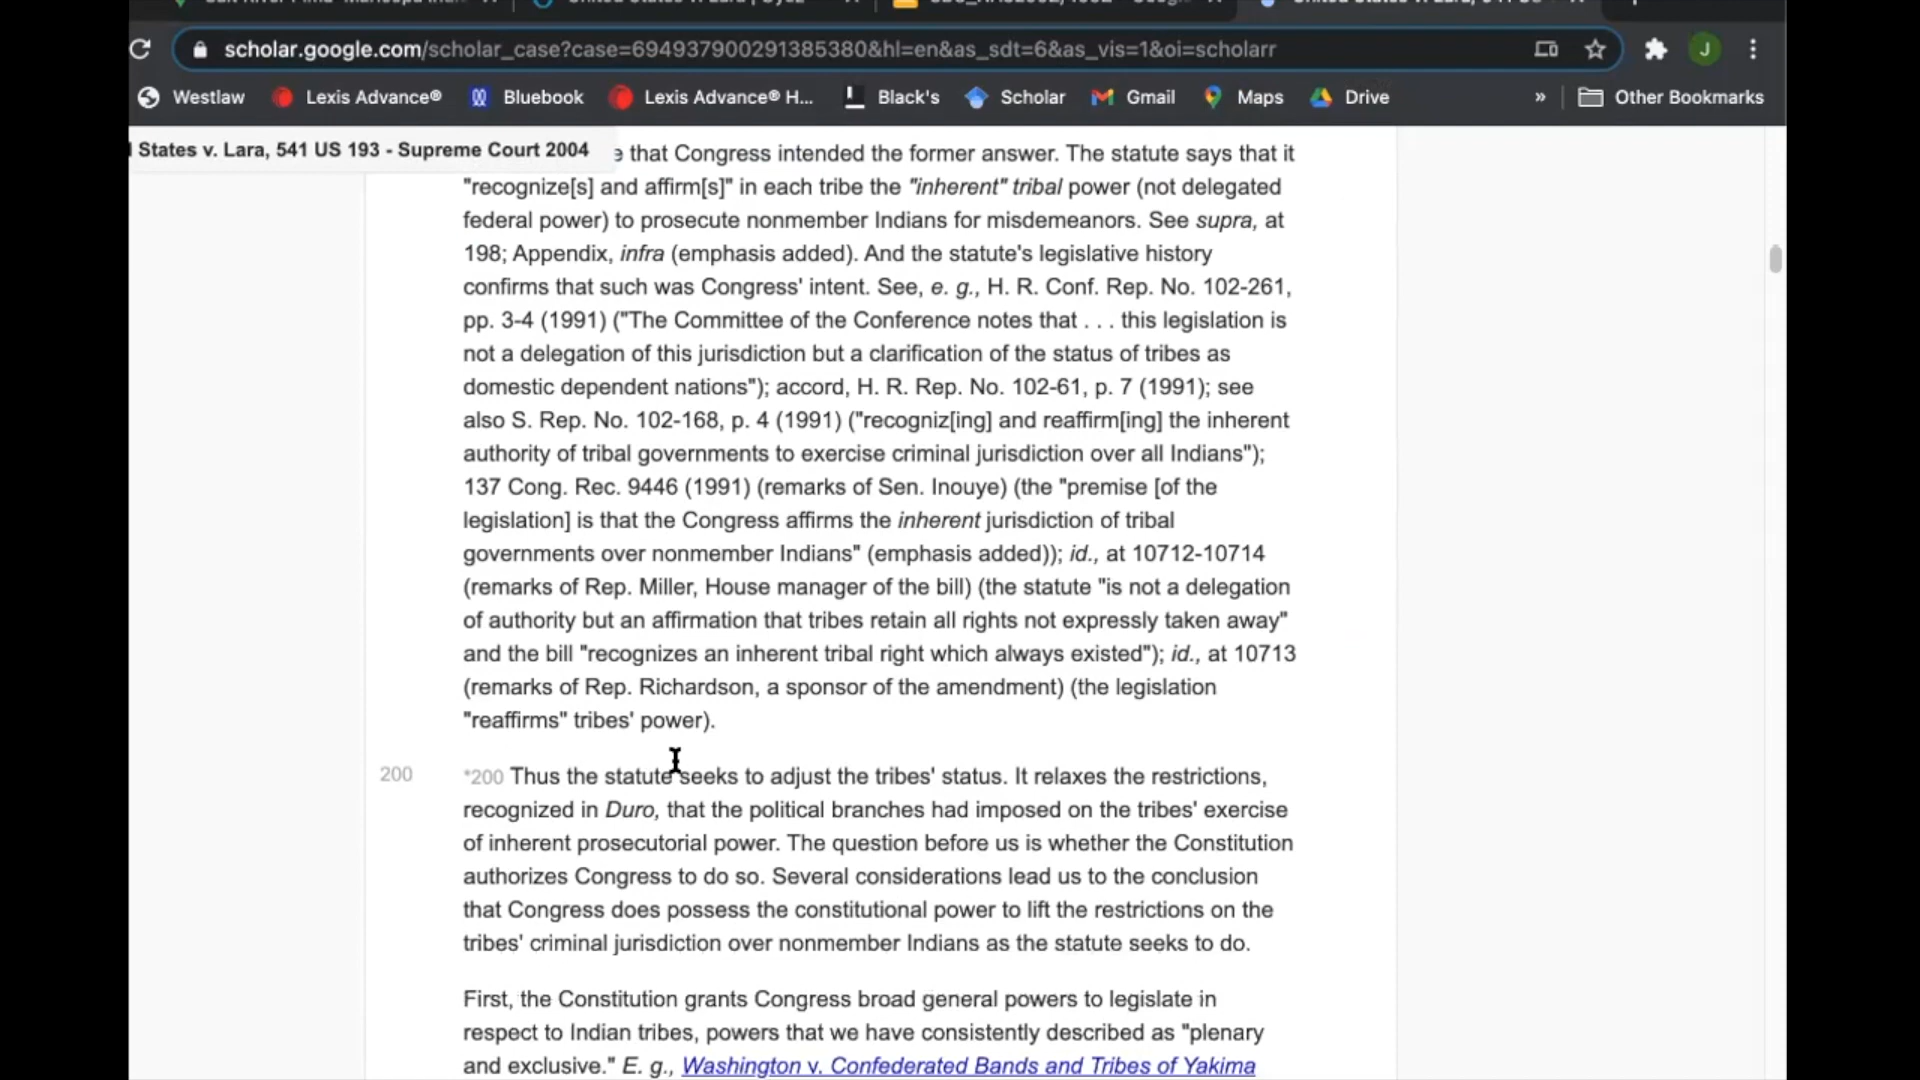 scholar.google.com/scholar_case?case=694937900291385380&hl=en&as_sdt=6&as_vis=1&oi=scholarr
J
Westlaw Lexis Advance® Bluebook Lexis Advance® H... Black's Scholar Gmail Maps Drive » Other Bookmarks
States v. Lara, 541 US 193 - Supreme Court 2004
that Congress intended the former answer. The statute says that it
"recognize[s] and affirm[s]" in each tribe the "inherent" tribal power (not delegated
federal power) to prosecute nonmember Indians for misdemeanors. See supra, at
198; Appendix, infra (emphasis added). And the statute's legislative history
confirms that such was Congress' intent. See, e. g., H. R. Conf. Rep. No. 102-261,
pp. 3-4 (1991) ("The Committee of the Conference notes that . . . this legislation is
not a delegation of this jurisdiction but a clarification of the status of tribes as
domestic dependent nations"); accord, H. R. Rep. No. 102-61, p. 7 (1991); see
also S. Rep. No. 102-168, p. 4 (1991) ("recogniz[ing] and reaffirm[ing] the inherent
authority of tribal governments to exercise criminal jurisdiction over all Indians");
137 Cong. Rec. 9446 (1991) (remarks of Sen. Inouye) (the "premise [of the
legislation] is that the Congress affirms the inherent jurisdiction of tribal
governments over nonmember Indians" (emphasis added)); id., at 10712-10714
(remarks of Rep. Miller, House manager of the bill) (the statute "is not a delegation
of authority but an affirmation that tribes retain all rights not expressly taken away"
and the bill "recognizes an inherent tribal right which always existed"); id., at 10713
(remarks of Rep. Richardson, a sponsor of the amendment) (the legislation
"reaffirms" tribes' power).
200 *200 Thus the statute seeks to adjust the tribes' status. It relaxes the restrictions,
recognized in Duro, that the political branches had imposed on the tribes' exercise
of inherent prosecutorial power. The question before us is whether the Constitution
authorizes Congress to do so. Several considerations lead us to the conclusion
that Congress does possess the constitutional power to lift the restrictions on the
tribes' criminal jurisdiction over nonmember Indians as the statute seeks to do.
First, the Constitution grants Congress broad general powers to legislate in
respect to Indian tribes, powers that we have consistently described as "plenary
and exclusive." E. g., Washington v. Confederated Bands and Tribes of Yakima